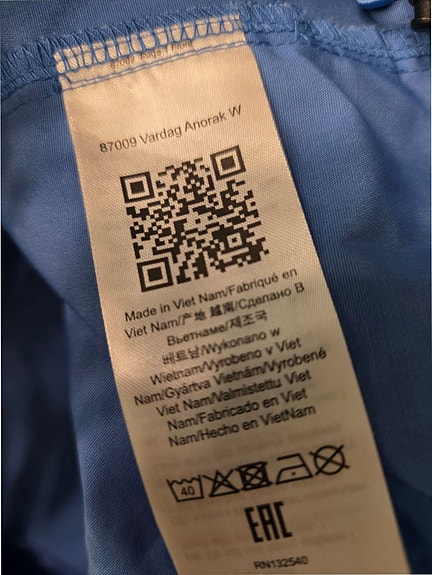 87009 Vardag Anorak W
Made in Viet Nam/Fabriqué en
Viet Nam/产地 越南/Сделано В
Вьетнаме/제조국
베트남/Wykonano w
Wietnam/Vyrobeno v Viet
Nam/Gyártva Vietnám/Vyrobené
Viet Nam/Valmistettu Viet
Nam/Fabricado en Viet
Nam/Hecho en VietNam
40
EAC
RN132540